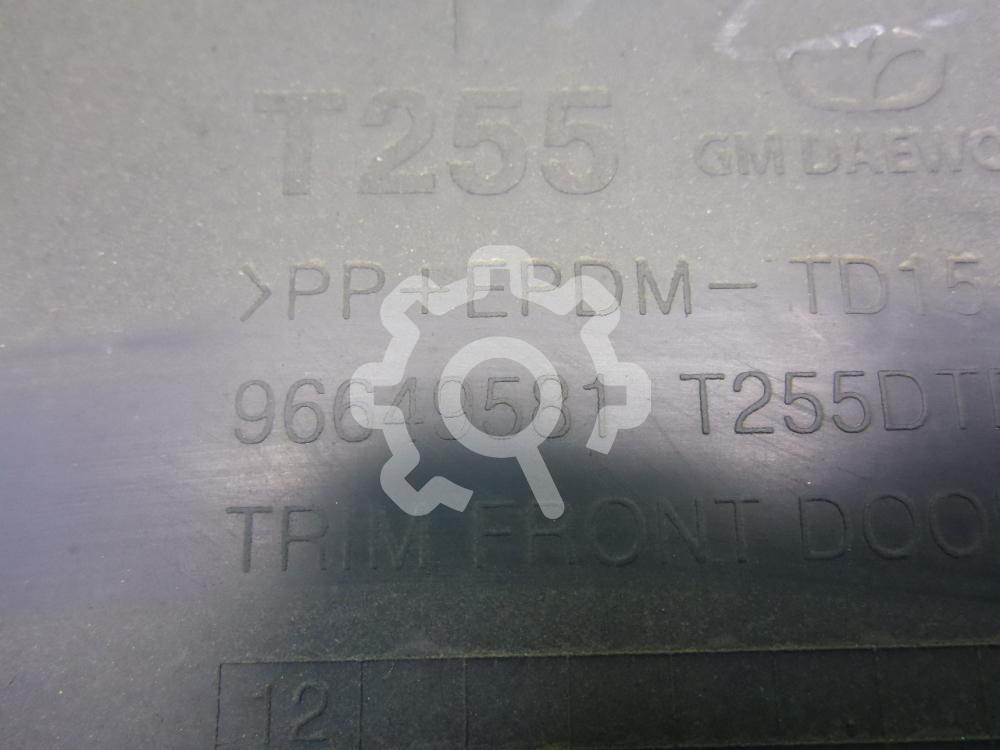 T255
GM DAEWO
>PP+EPDM-TD15
96649581 T255DT
TRIM FRONT DOO
12